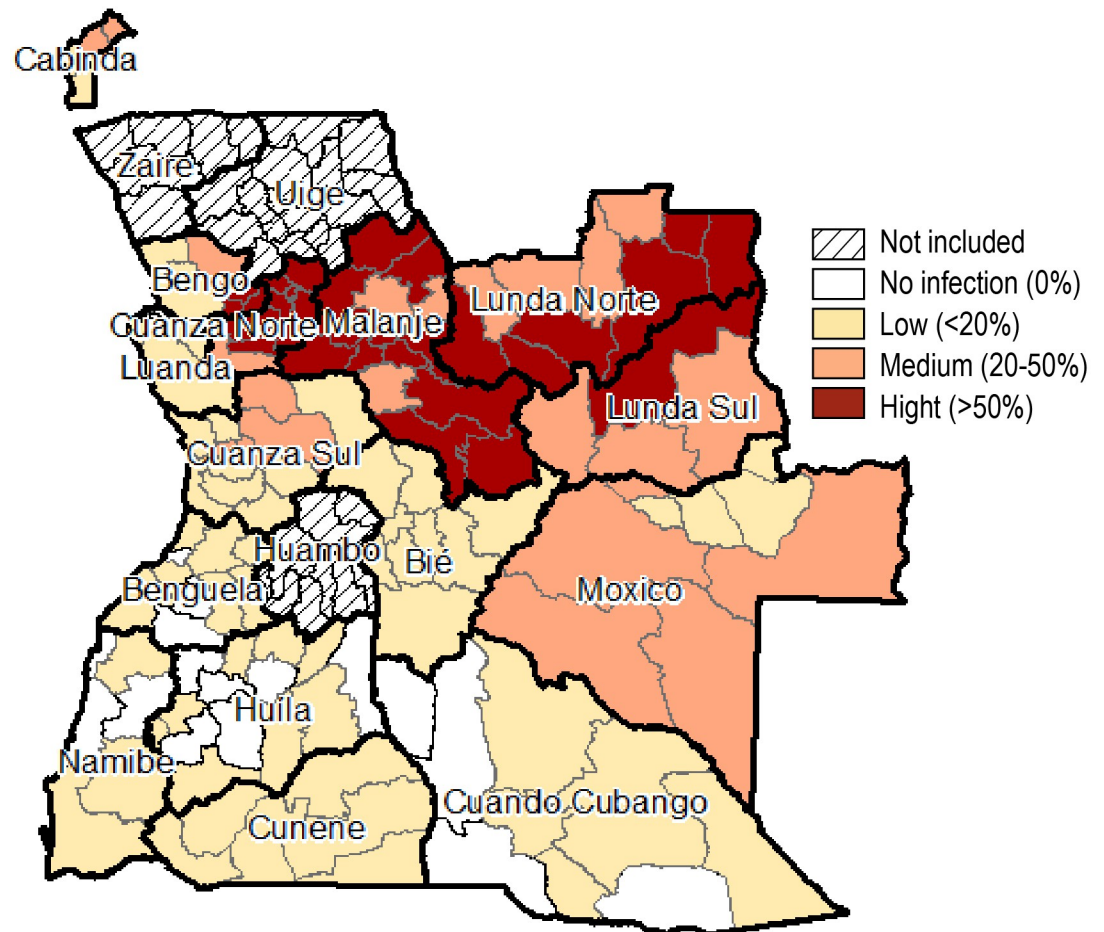 Cabinda
Zaire
Uige
Bengo
Cuanza Norte
Malanje
Lunda Norte
Luanda
Lunda Sul
Cuanza Sul
Huambo
Bié
Benguela
Moxico
Huíla
Namibe
Cuando Cubango
Cunene
Not included
No infection (0%)
Low (<20%)
Medium (20-50%)
Hight (>50%)